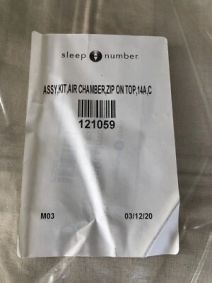 sleep number
ASSY,KIT,AIR CHAMBER,ZIP ON TOP,14A,C
121059
M03 03/12/20